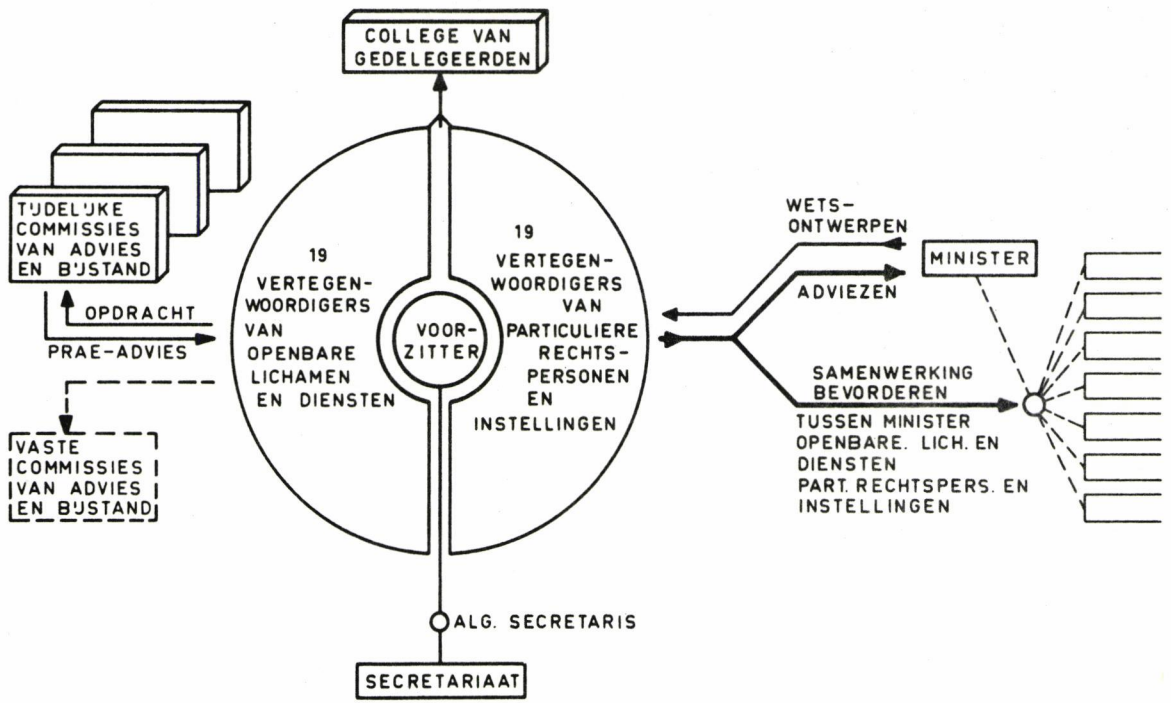 COLLEGE VAN
GEDELEGEERDEN
TIJDELIJKE
COMMISSIES
VAN ADVIES
EN BIJSTAND
OPDRACHT
PRAE-ADVIES
VASTE
COMMISSIES
VAN ADVIES
EN BIJSTAND
19
VERTEGEN-
WOORDIGERS
VAN
OPENBARE
LICHAMEN
EN DIENSTEN
VOOR-
ZITTER
19
VERTEGEN-
WOORDIGERS
VAN
PARTICULIERE
RECHTS-
PERSONEN
EN
INSTELLINGEN
WETS-
ONTWERPEN
MINISTER
ADVIEZEN
SAMENWERKING
BEVORDEREN
TUSSEN MINISTER
OPENBARE. LICH. EN
DIENSTEN
PART. RECHTSPERS. EN
INSTELLINGEN
ALG. SECRETARIS
SECRETARIAAT